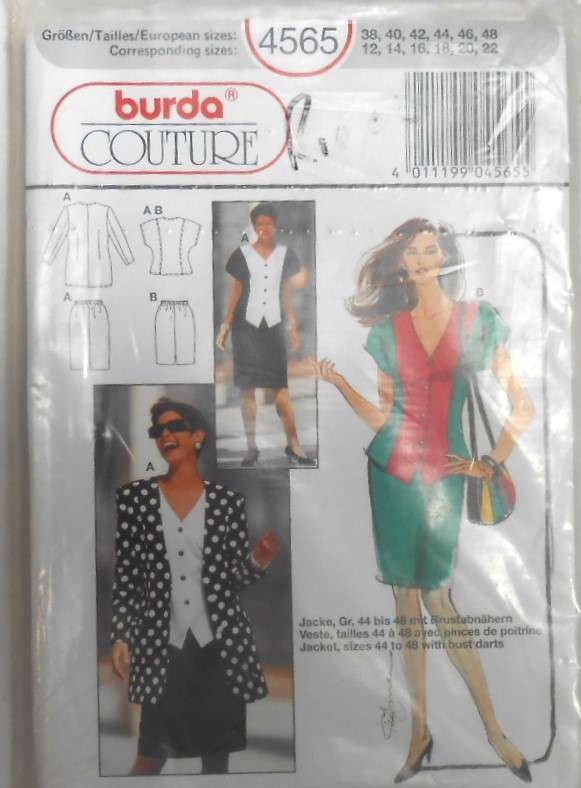 Größen/Tailles/European sizes: 38, 40, 42, 44, 46, 48
Corresponding sizes: 12, 14, 16, 18, 20, 22
4565
burda®
COUTURE
4 011199 045655
A
A B
A
B
A
B
A
Jacke, Gr. 44 bis 48 mit Brustabnähern
Veste, tailles 44 à 48 avec pinces de poitrine
Jacket, sizes 44 to 48 with bust darts